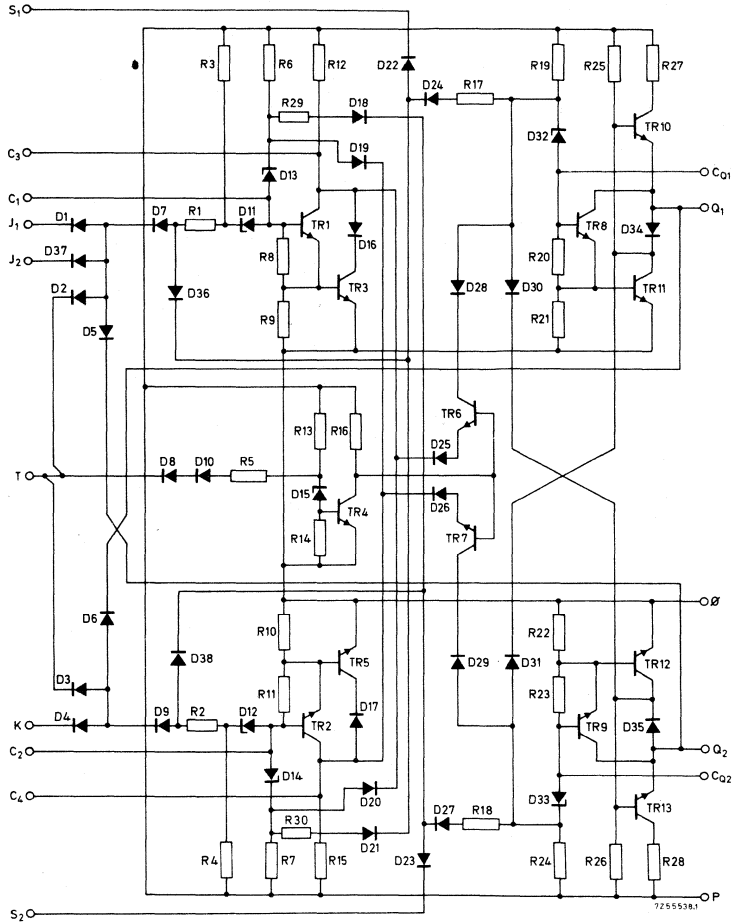 S1
R3 R6 R12 D22 R19 R25 R27
D24 R17
R29 D18
TR10
D32
C3 D19
D13 CQ1
C1 Q1
J1 D1 D7 R1 D11 TR1 D16 TR8 D34
D37 R8 R20
J2
D2 D36 TR3 D28 D30 TR11
R9 R21
D5
TR6
R13 R16
D25
T D8 D10 R5
D15 TR4 D26
R14 TR7
Ø
D6 R10 R22
D38 TR5 D29 D31 TR12
D3 R11 D17 R23
K D4 D9 R2 D12 TR2 TR9 D35
Q2
C2
D14 CQ2
C4 D20 D33 TR13
R30 D21 D27 R18
R4 R7 R15 D23 R24 R26 R28
P
7Z55538.1
S2